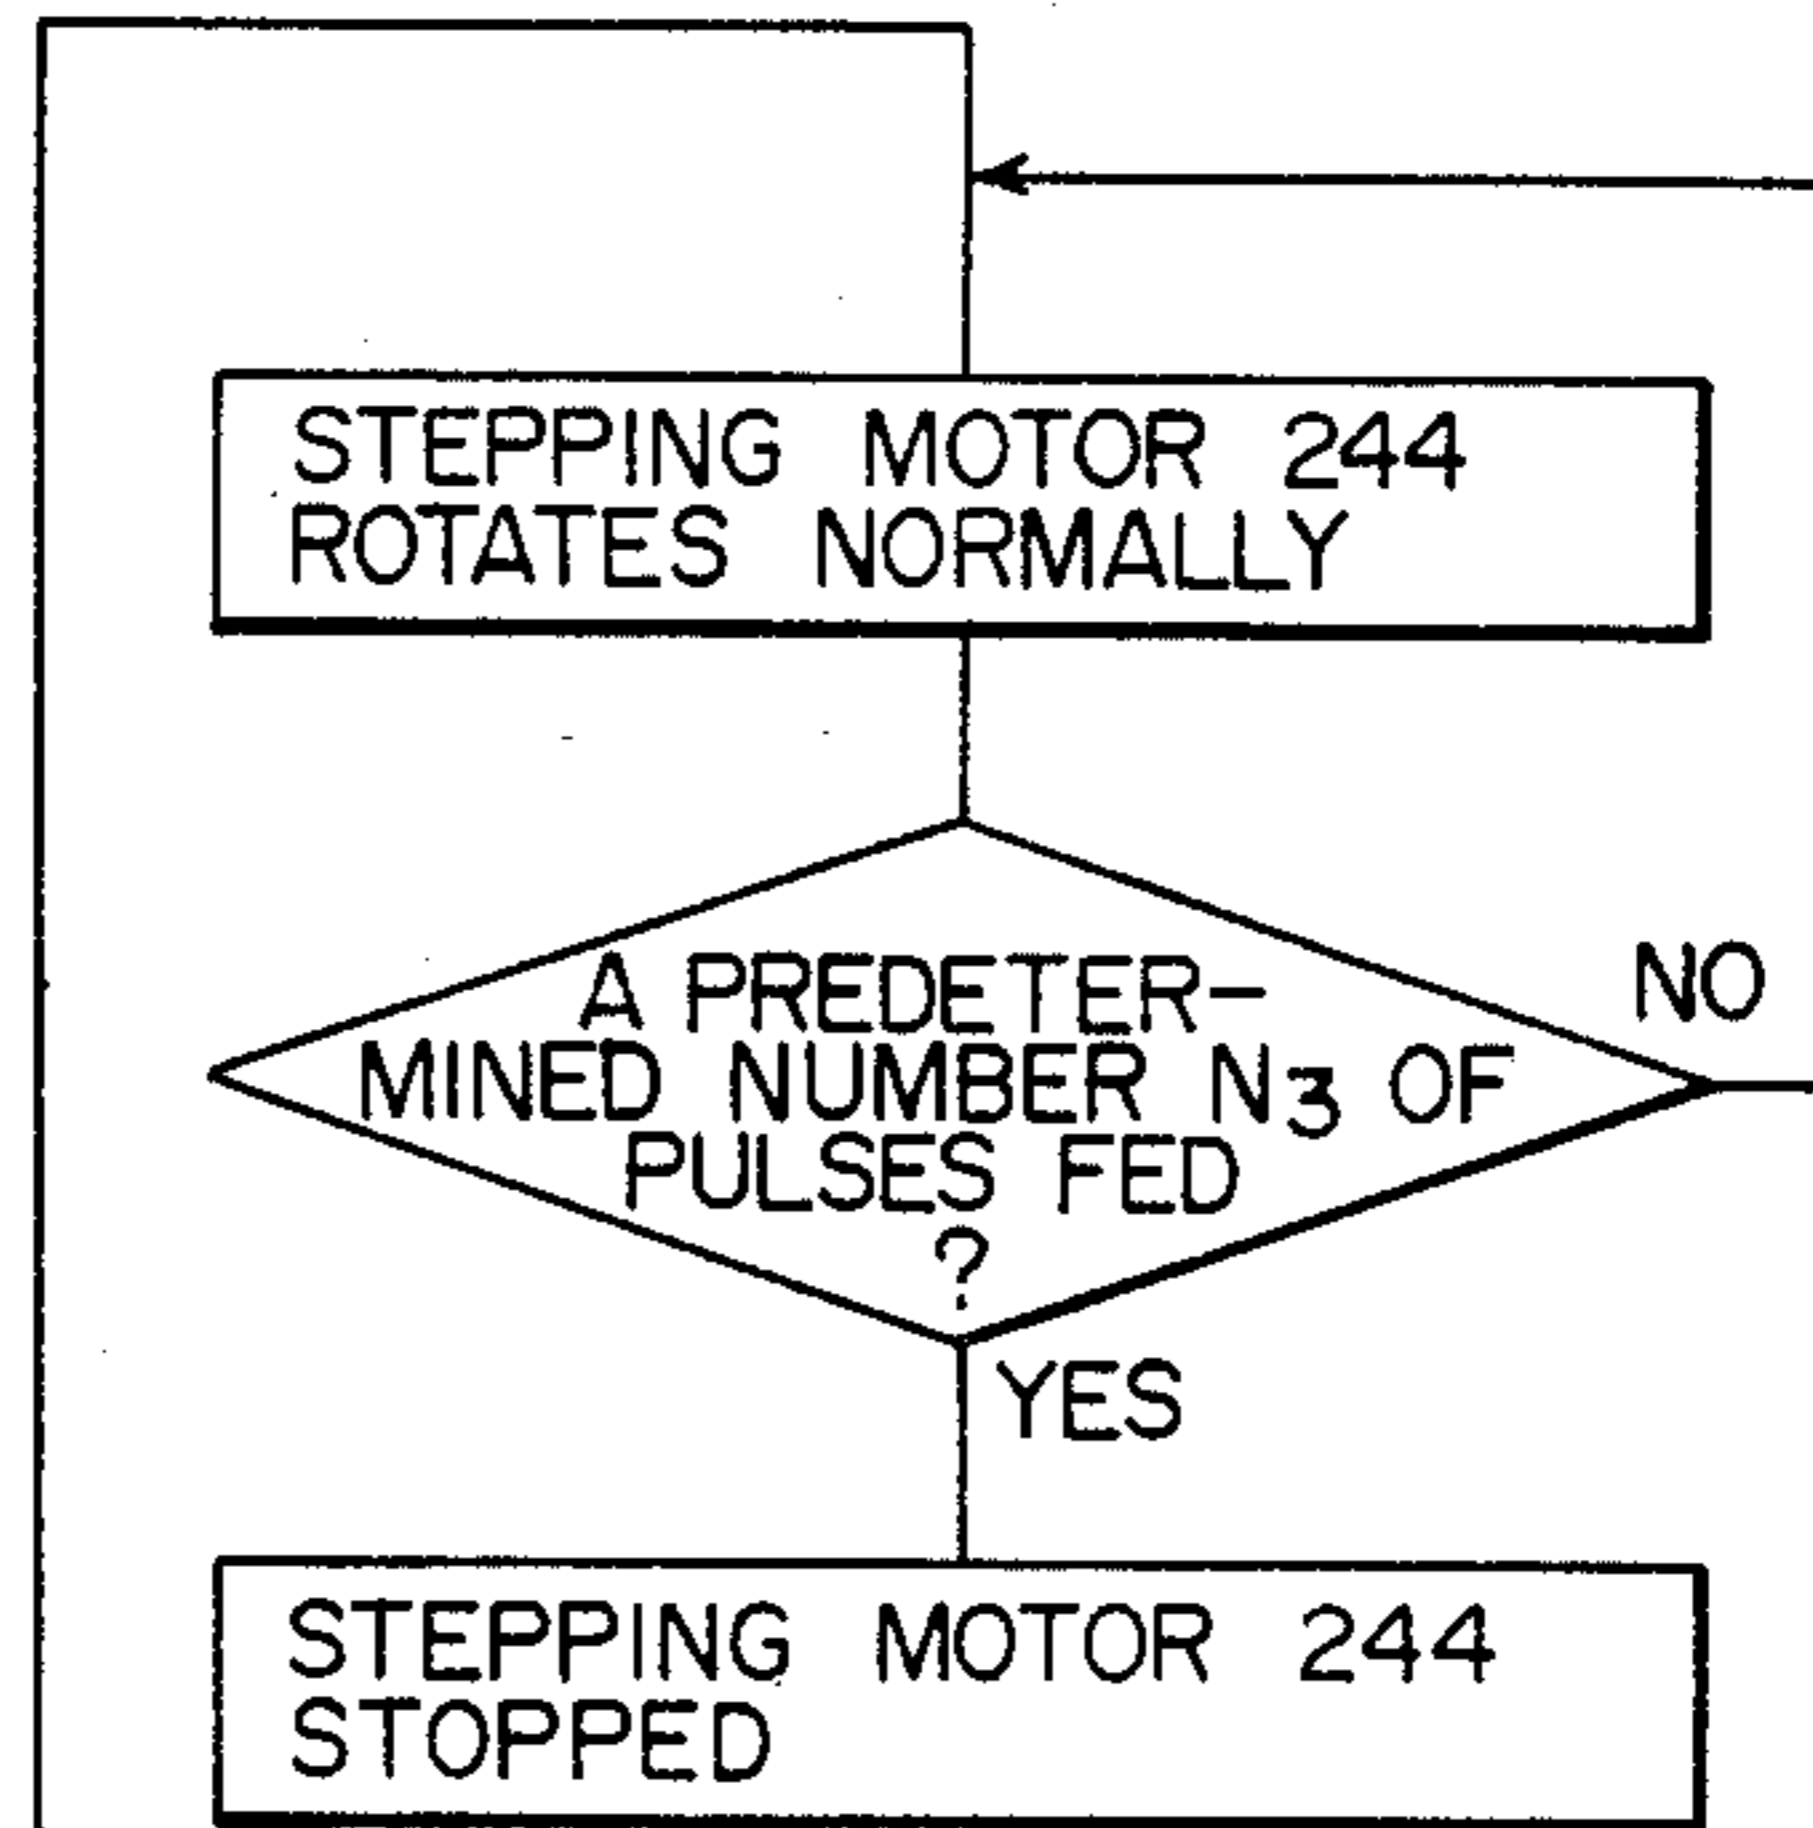 STEPPING MOTOR 244
ROTATES NORMALLY
A PREDETER-
MINED NUMBER N3 OF
PULSES FED
?
NO
YES
STEPPING MOTOR 244
STOPPED